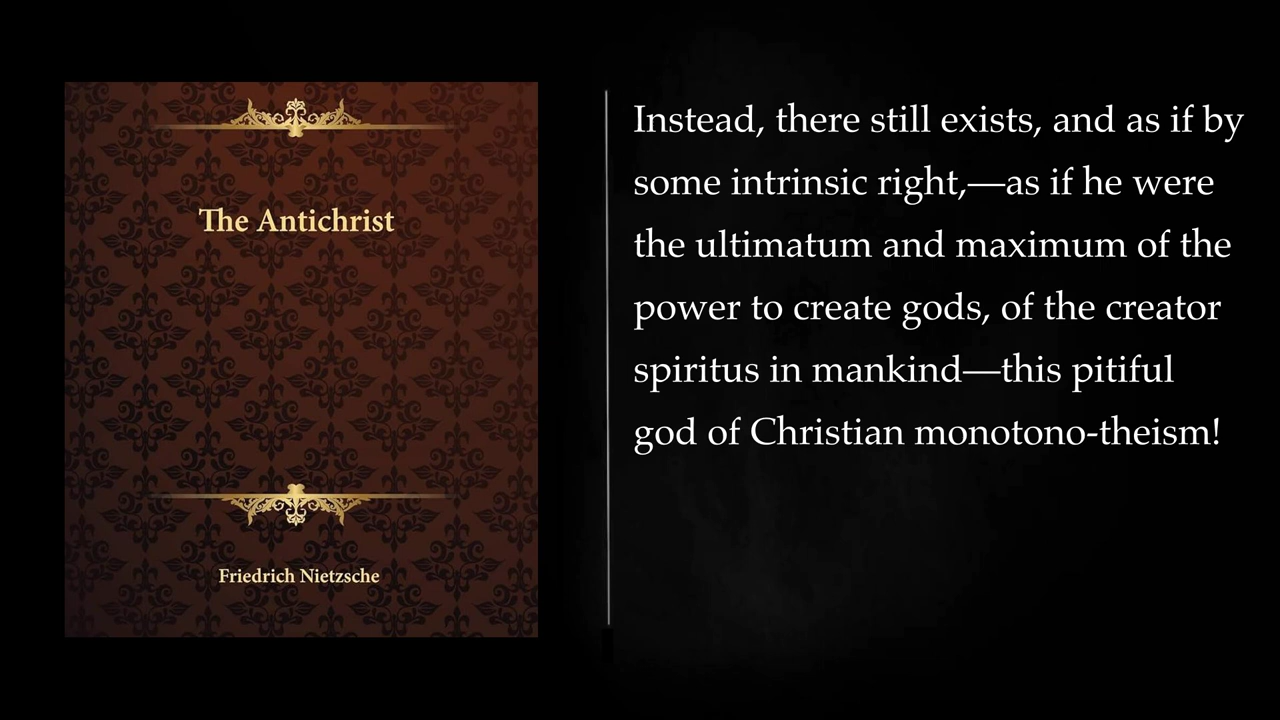 The Antichrist
Friedrich Nietzsche
Instead, there still exists, and as if by
some intrinsic right,—as if he were
the ultimatum and maximum of the
power to create gods, of the creator
spiritus in mankind—this pitiful
god of Christian monotono-theism!